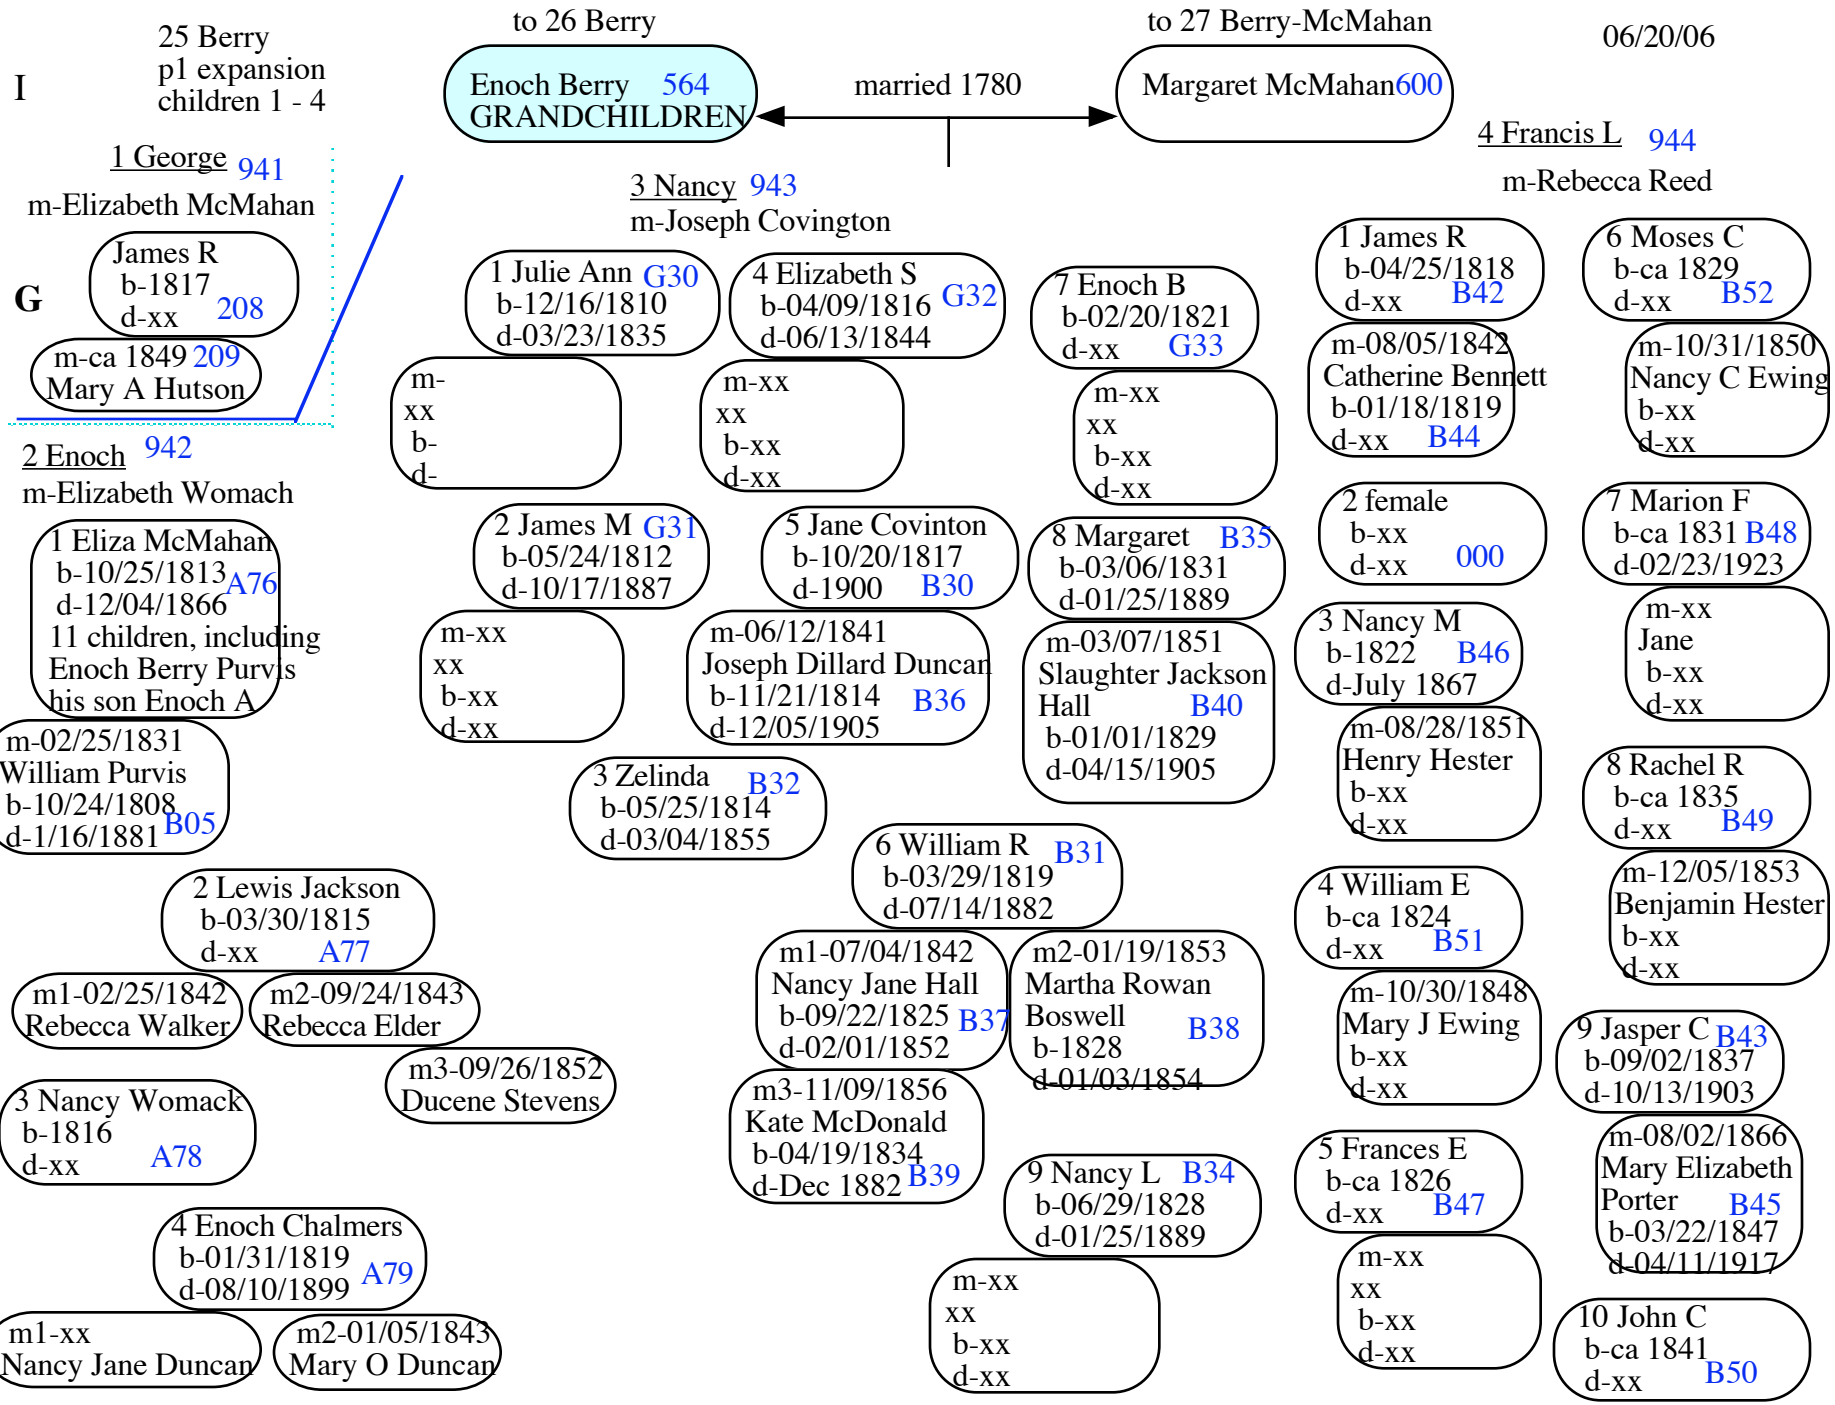 to 26 Berry
to 27 Berry-McMahan
25 Berry
p1 expansion
children 1 - 4
06/20/06
I
Enoch Berry 564
GRANDCHILDREN
married 1780
Margaret McMahan 600
1 George 941
m-Elizabeth McMahan
James R
b-1817
d-xx 208
G
m-ca 1849 209
Mary A Hutson
2 Enoch 942
m-Elizabeth Womach
1 Eliza McMahan
b-10/25/1813 A76
d-12/04/1866
11 children, including
Enoch Berry Purvis
his son Enoch A
m-02/25/1831
William Purvis
b-10/24/1808
d-1/16/1881 B05
2 Lewis Jackson
b-03/30/1815
d-xx A77
m1-02/25/1842
Rebecca Walker
m2-09/24/1843
Rebecca Elder
m3-09/26/1852
Ducene Stevens
3 Nancy Womack
b-1816
d-xx A78
4 Enoch Chalmers
b-01/31/1819
d-08/10/1899 A79
m1-xx
Nancy Jane Duncan
m2-01/05/1843
Mary O Duncan
3 Nancy 943
m-Joseph Covington
1 Julie Ann G30
b-12/16/1810
d-03/23/1835
m-
xx
b-
d-
2 James M G31
b-05/24/1812
d-10/17/1887
m-xx
xx
b-xx
d-xx
3 Zelinda B32
b-05/25/1814
d-03/04/1855
4 Elizabeth S
b-04/09/1816 G32
d-06/13/1844
m-xx
xx
b-xx
d-xx
5 Jane Covinton
b-10/20/1817
d-1900 B30
m-06/12/1841
Joseph Dillard Duncan
b-11/21/1814 B36
d-12/05/1905
6 William R B31
b-03/29/1819
d-07/14/1882
m1-07/04/1842
Nancy Jane Hall
b-09/22/1825 B37
d-02/01/1852
m2-01/19/1853
Martha Rowan
Boswell B38
b-1828
d-01/03/1854
m3-11/09/1856
Kate McDonald
b-04/19/1834
d-Dec 1882 B39
7 Enoch B
b-02/20/1821
d-xx G33
m-xx
xx
b-xx
d-xx
8 Margaret B35
b-03/06/1831
d-01/25/1889
m-03/07/1851
Slaughter Jackson
Hall B40
b-01/01/1829
d-04/15/1905
9 Nancy L B34
b-06/29/1828
d-01/25/1889
m-xx
xx
b-xx
d-xx
4 Francis L 944
m-Rebecca Reed
1 James R
b-04/25/1818
d-xx B42
m-08/05/1842
Catherine Bennett
b-01/18/1819
d-xx B44
2 female
b-xx
d-xx 000
3 Nancy M
b-1822 B46
d-July 1867
m-08/28/1851
Henry Hester
b-xx
d-xx
4 William E
b-ca 1824
d-xx B51
m-10/30/1848
Mary J Ewing
b-xx
d-xx
5 Frances E
b-ca 1826
d-xx B47
m-xx
xx
b-xx
d-xx
6 Moses C
b-ca 1829
d-xx B52
m-10/31/1850
Nancy C Ewing
b-xx
d-xx
7 Marion F
b-ca 1831 B48
d-02/23/1923
m-xx
Jane
b-xx
d-xx
8 Rachel R
b-ca 1835
d-xx B49
m-12/05/1853
Benjamin Hester
b-xx
d-xx
9 Jasper C B43
b-09/02/1837
d-10/13/1903
m-08/02/1866
Mary Elizabeth
Porter B45
b-03/22/1847
d-04/11/1917
10 John C
b-ca 1841
d-xx B50